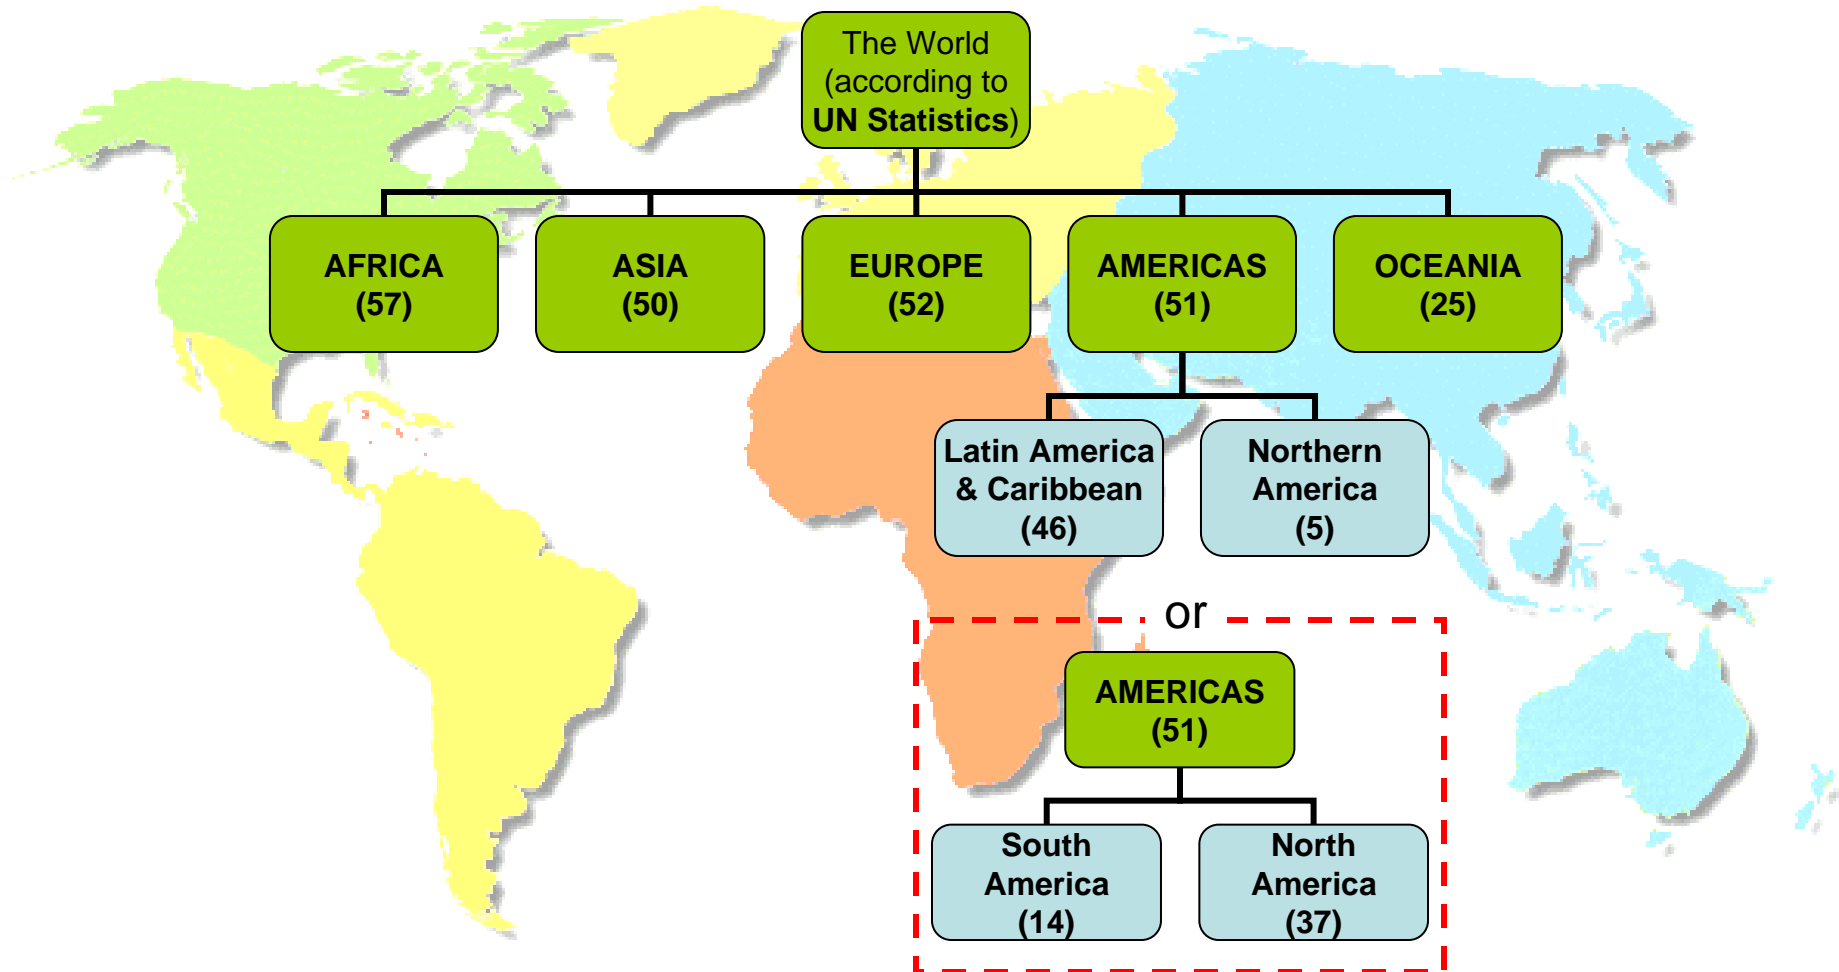 The World
(according to
UN Statistics)
AFRICA
(57)
ASIA
(50)
EUROPE
(52)
AMERICAS
(51)
OCEANIA
(25)
Latin America
& Caribbean
(46)
Northern
America
(5)
or
AMERICAS
(51)
South
America
(14)
North
America
(37)